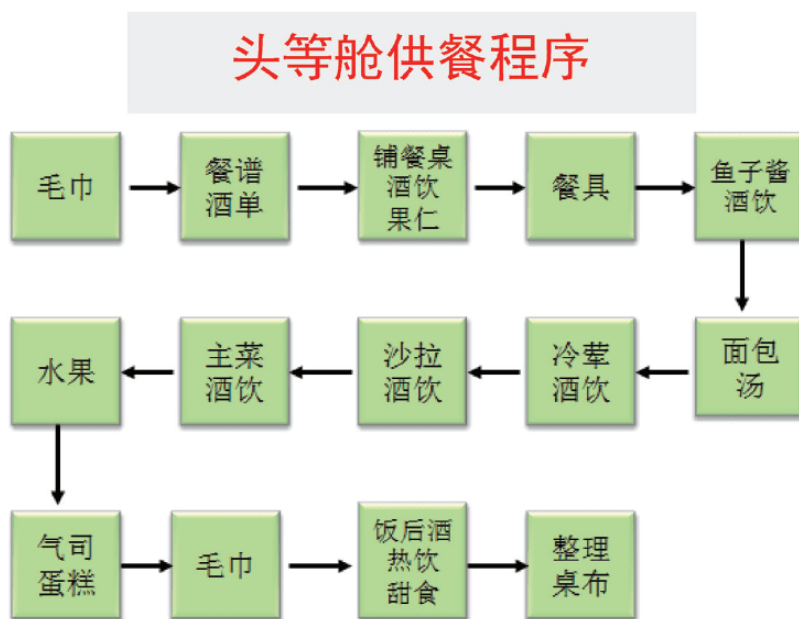 头等舱供餐程序
毛巾
餐谱
酒单
铺餐桌
酒饮
果仁
餐具
鱼子酱
酒饮
面包
汤
冷荤
酒饮
沙拉
酒饮
主菜
酒饮
水果
气司
蛋糕
毛巾
饭后酒
热饮
甜食
整理
桌布